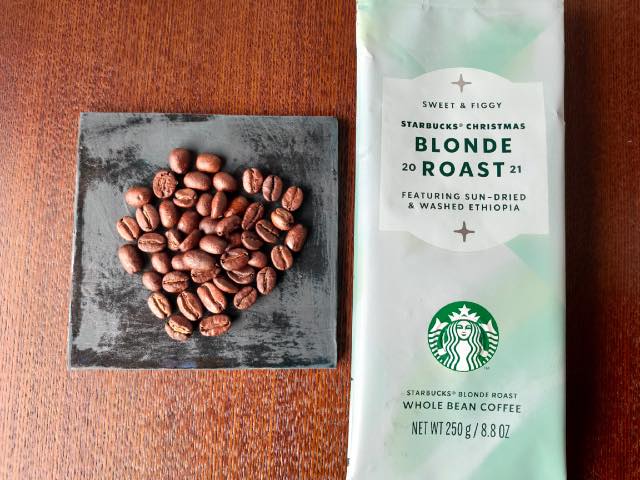 SWEET & FIGGY
STARBUCKS® CHRISTMAS
BLONDE
20 ROAST 21
FEATURING SUN-DRIED
& WASHED ETHIOPIA
STARBUCKS® BLONDE ROAST
WHOLE BEAN COFFEE
NET WT 250 g / 8.8 OZ